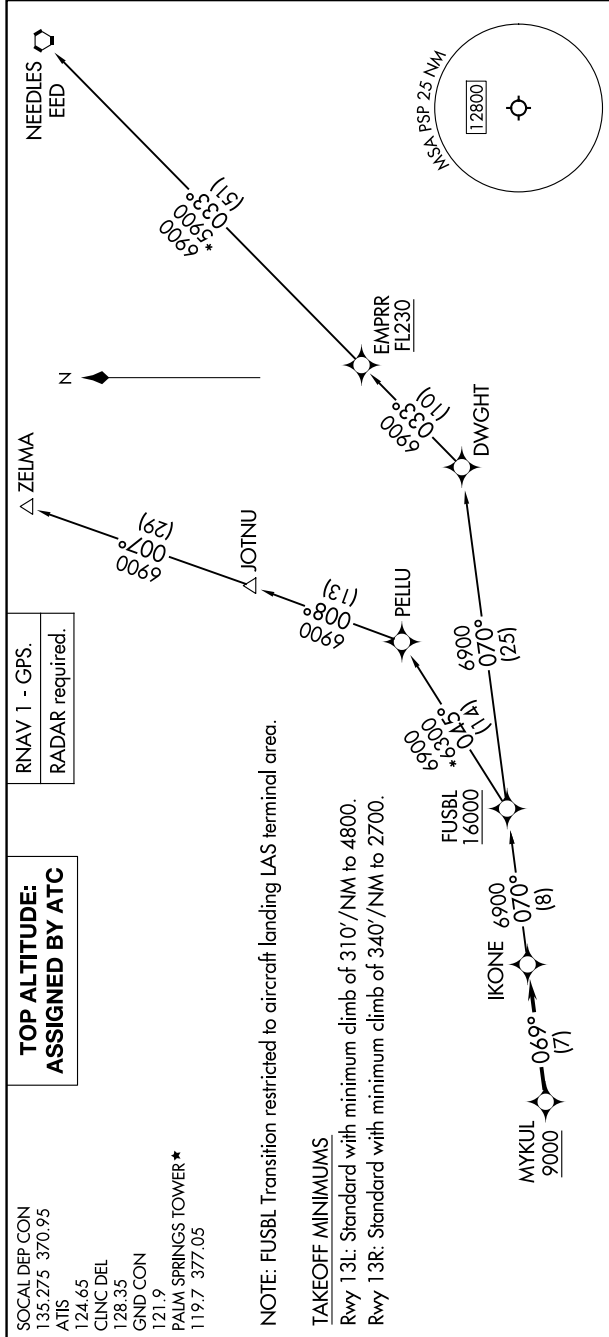 SOCAL DEP CON
135.275 370.95
ATIS
124.65
CLNC DEL
128.35
GND CON
121.9
PALM SPRINGS TOWER★
119.7 377.05
TOP ALTITUDE:
ASSIGNED BY ATC
RNAV 1 - GPS.
RADAR required.
NOTE: FUSBL Transition restricted to aircraft landing LAS terminal area.
TAKEOFF MINIMUMS
Rwy 13L: Standard with minimum climb of 310'/NM to 4800.
Rwy 13R: Standard with minimum climb of 340'/NM to 2700.
ZELMA
6900
007°
(29)
JOTNU
6900
008°
(13)
PELLU
6900
*6300
045°
(14)
FUSBL
16000
N
NEEDLES
EED
6900
*5900
033°
(51)
EMPRR
FL230
6900
033°
(10)
DWGHT
6900
070°
(25)
6900
070°
(8)
IKONE
069°
(7)
MYKUL
9000
MSA PSP 25 NM
12800